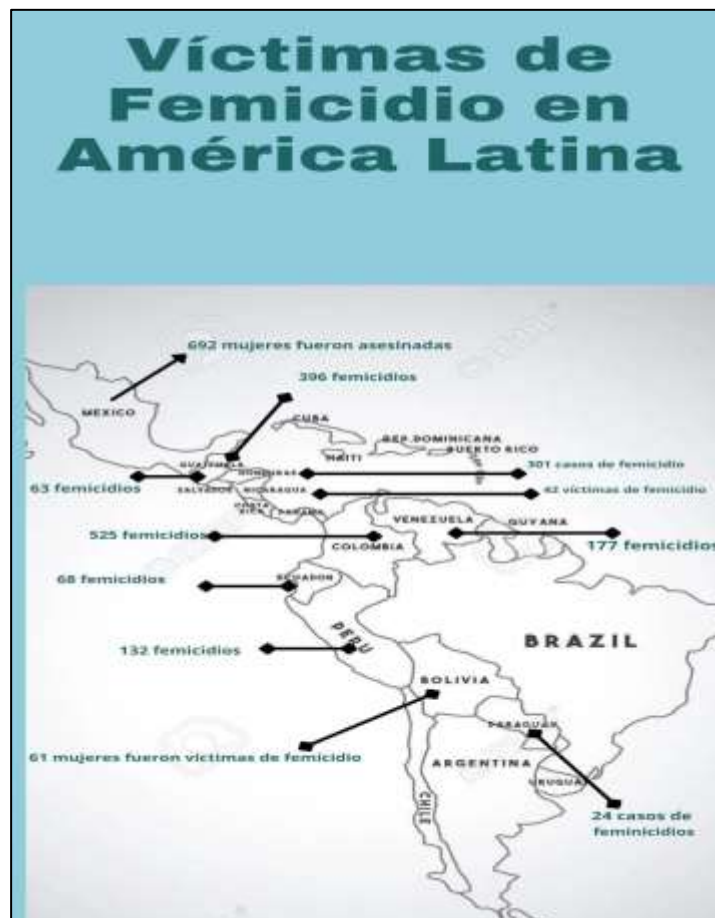 Víctimas de
Femicidio en
América Latina
692 mujeres fueron asesinadas
396 femicidios
MEXICO
CUBA
REP.DOMINICANA
HAITI
PUERTO RICO
GUATEMALA
HONDURAS
301 casos de femicidio
63 femicidios
SALVADOR
NICARAGUA
62 víctimas de femicidio
COSTA
RICA
PANAMA
VENEZUELA
GUYANA
525 femicidios
COLOMBIA
177 femicidios
68 femicidios
ECUADOR
PERU
BRAZIL
132 femicidios
BOLIVIA
PARAGUAY
61 mujeres fueron víctimas de femicidio
ARGENTINA
URUGUAY
CHILE
24 casos de
feminicidios